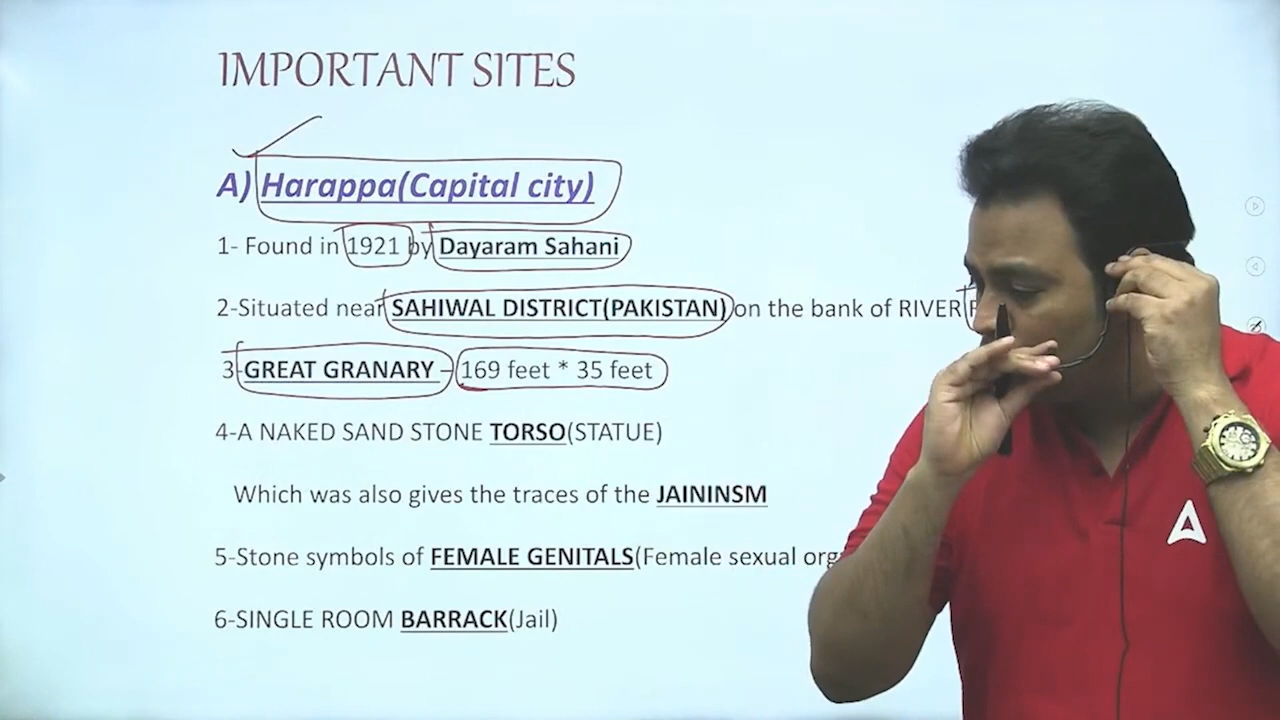 IMPORTANT SITES
A) Harappa(Capital city)
1- Found in 1921 by Dayaram Sahani
2-Situated near SAHIWAL DISTRICT(PAKISTAN) on the bank of RIVER
3-GREAT GRANARY – 169 feet * 35 feet
4-A NAKED SAND STONE TORSO(STATUE)
Which was also gives the traces of the JAININSM
5-Stone symbols of FEMALE GENITALS(Female sexual
6-SINGLE ROOM BARRACK(Jail)